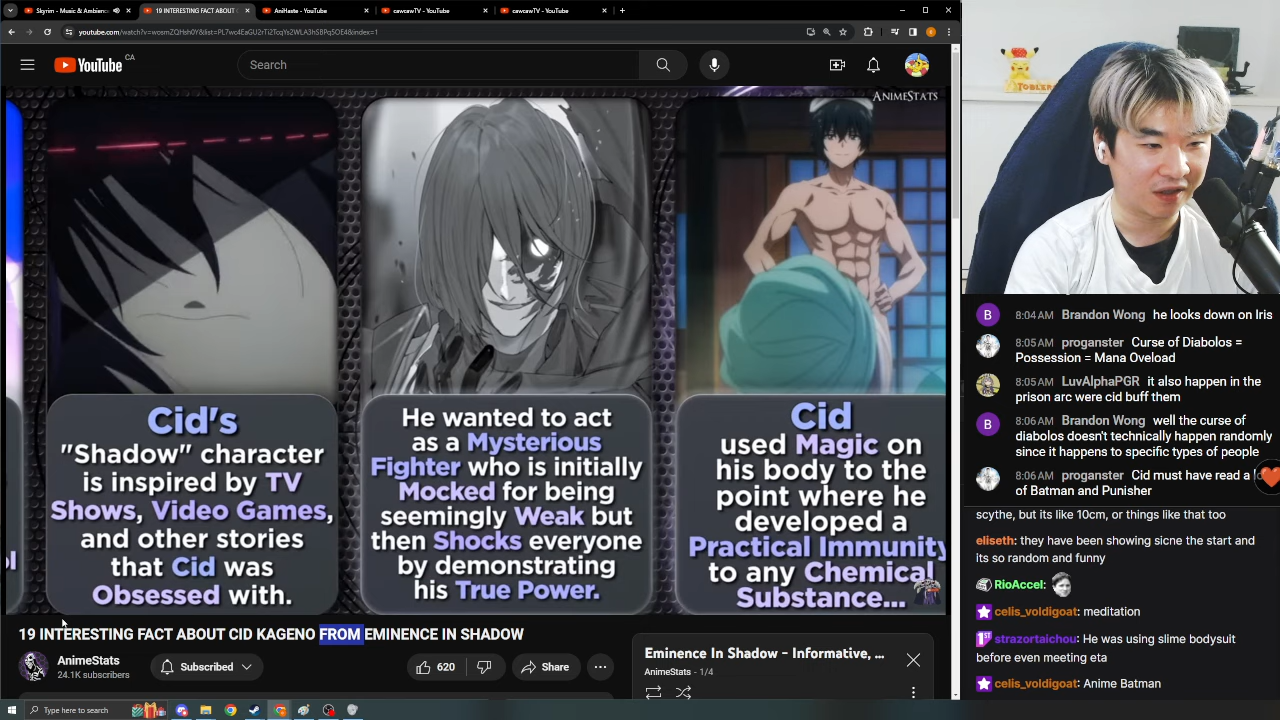 Skyrim - Music & Ambienc
19 INTERESTING FACT ABOUT
AniHaste - YouTube
cawcawTV - YouTube
cawcawTV - YouTube
youtube.com/watch?v=wosmZQHsh0Y&list=PL7wc4EaGU2rTi2TcqYs2WLA3hSBPq5OE4&index=1
YouTube CA
Search
ANIMESTATS
Cid's
"Shadow" character
is inspired by TV
Shows, Video Games,
and other stories
that Cid was
Obsessed with.
He wanted to act
as a Mysterious
Fighter who is initially
Mocked for being
seemingly Weak but
then Shocks everyone
by demonstrating
his True Power.
Cid
used Magic on
his body to the
point where he
developed a
Practical Immunity
to any Chemical
Substance...
19 INTERESTING FACT ABOUT CID KAGENO FROM EMINENCE IN SHADOW
AnimeStats
24.1K subscribers
Subscribed
620
Share
Eminence In Shadow - Informative, ...
AnimeStats - 1/4
Type here to search
B 8:04 AM Brandon Wong he looks down on Iris
8:05 AM proganster Curse of Diabolos =
Possession = Mana Oveload
8:05 AM LuvAlphaPGR it also happen in the
prison arc were cid buff them
B 8:06 AM Brandon Wong well the curse of
diabolos doesn't technically happen randomly
since it happens to specific types of people
8:06 AM proganster Cid must have read a
of Batman and Punisher
scythe, but its like 10cm, or things like that too
eliseth: they have been showing sicne the start and
its so random and funny
RioAccel:
celis_voldigoat: meditation
1ST strazortaichou: He was using slime bodysuit
before even meeting eta
celis_voldigoat: Anime Batman